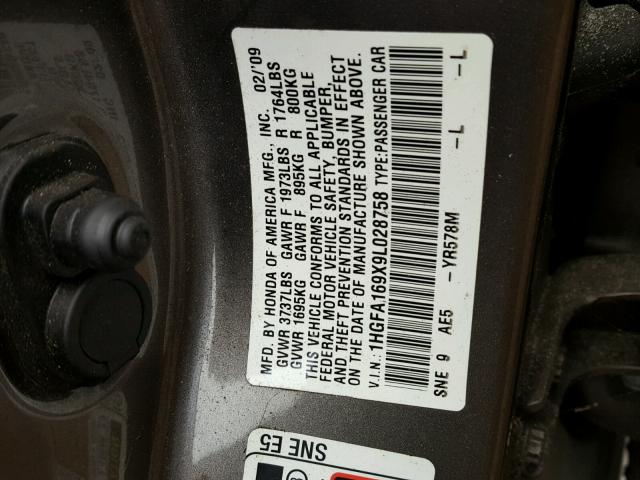 MFD. BY HONDA OF AMERICA MFG., INC. 02/'09
GVWR 3737LBS GAWR F 1973LBS R 1764LBS
GVWR 1695KG GAWR F 895KG R 800KG
THIS VEHICLE CONFORMS TO ALL APPLICABLE
FEDERAL MOTOR VEHICLE SAFETY, BUMPER,
AND THEFT PREVENTION STANDARDS IN EFFECT
ON THE DATE OF MANUFACTURE SHOWN ABOVE.
V.I.N.: 1HGFA169X9L028758 TYPE:PASSENGER CAR
SNE 9 AE5 -YR578M -L -L
SNE E5